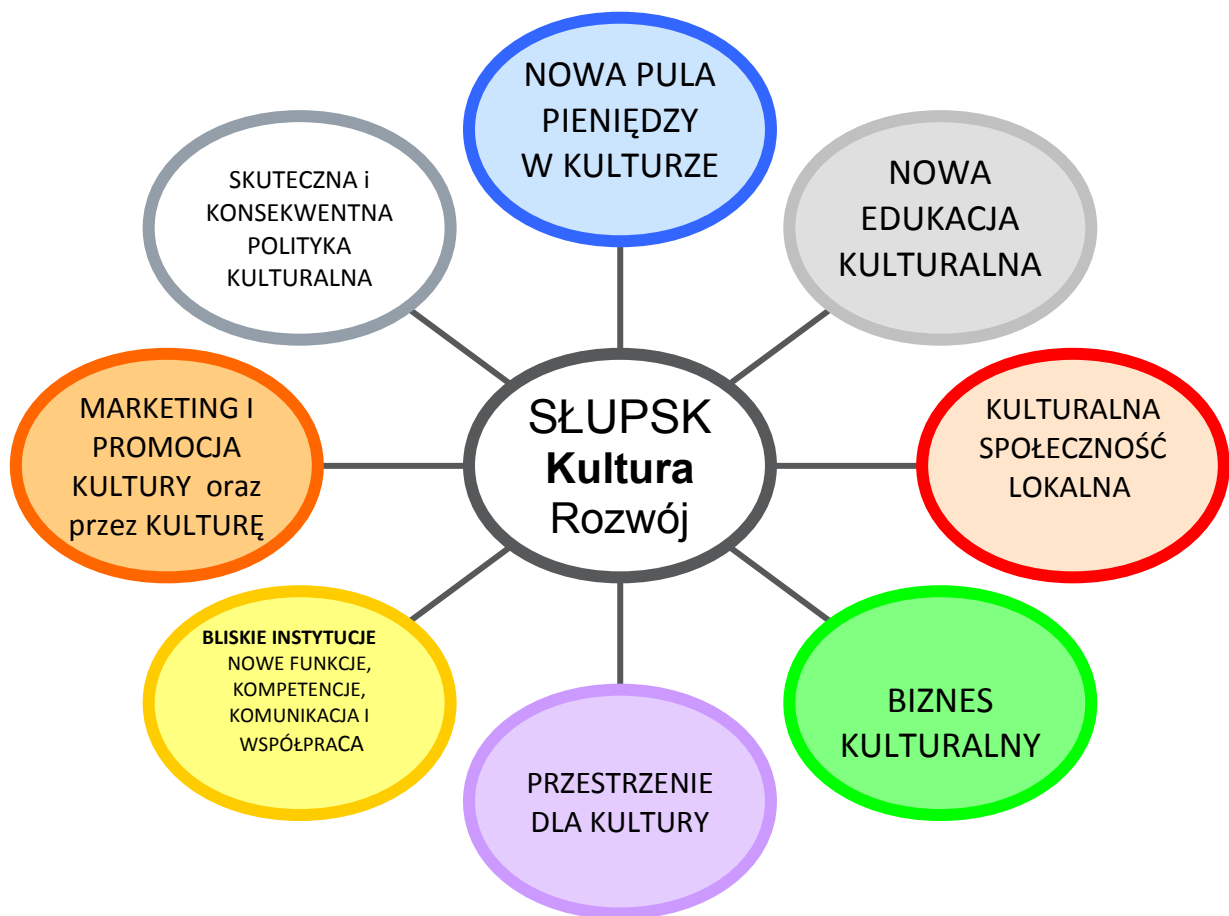 NOWA PULA
PIENIĘDZY
W KULTURZE
SKUTECZNA i
KONSEKWENTNA
POLITYKA
KULTURALNA
NOWA
EDUKACJA
KULTURALNA
MARKETING I
PROMOCJA
KULTURY oraz
przez KULTURĘ
SŁUPSK
Kultura
Rozwój
KULTURALNA
SPOŁECZNOŚĆ
LOKALNA
BLISKIE INSTYTUCJE
NOWE FUNKCJE,
KOMPETENCJE,
KOMUNIKACJA I
WSPÓŁPRACA
BIZNES
KULTURALNY
PRZESTRZENIE
DLA KULTURY